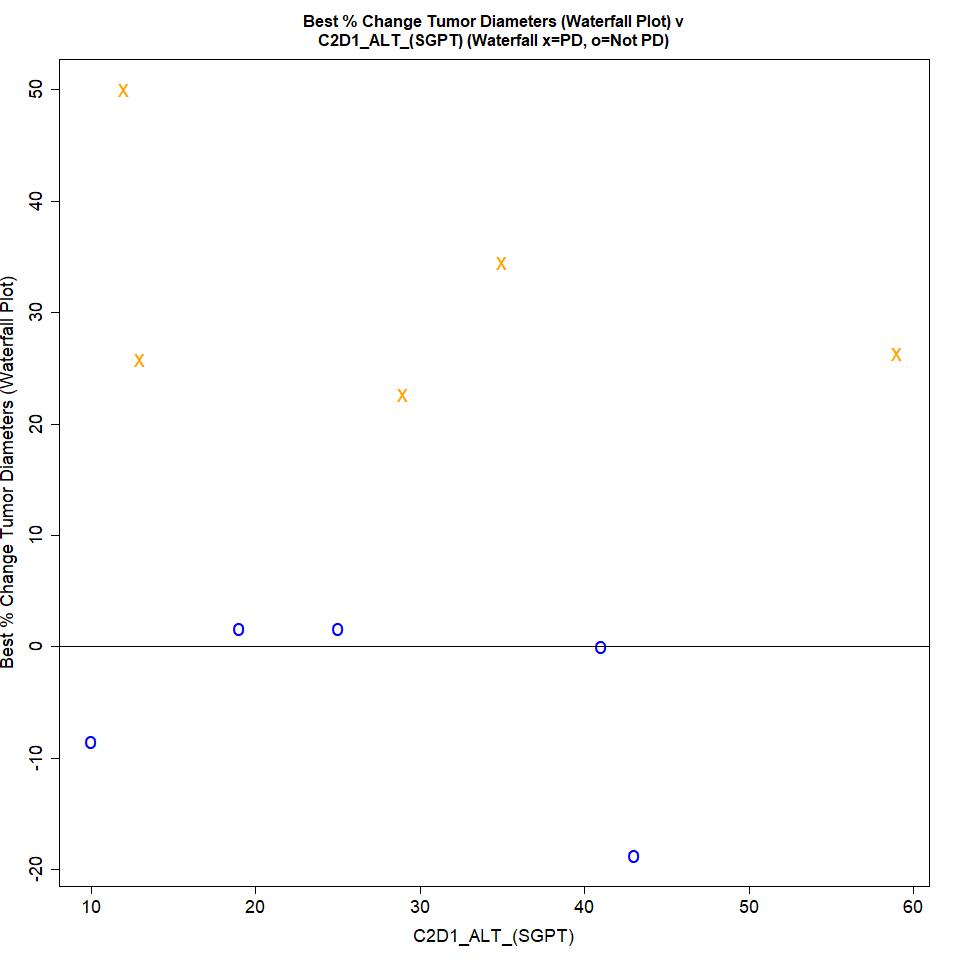 Best % Change Tumor Diameters (Waterfall Plot) v
C2D1_ALT_(SGPT) (Waterfall x=PD, o=Not PD)
Best % Change Tumor Diameters (Waterfall Plot)
50
40
30
20
10
0
-10
-20
X
X
X
X
X
O
O
O
O
O
10 20 30 40 50 60
C2D1_ALT_(SGPT)